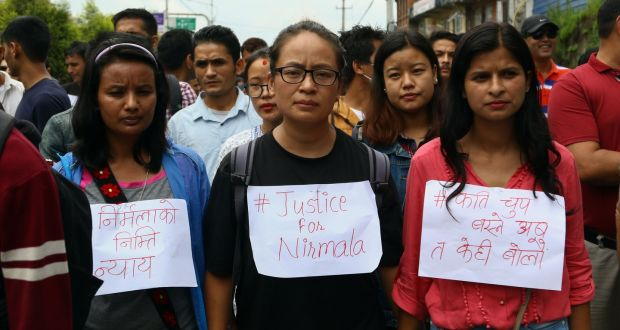 निर्मलाको
निम्ति
न्याय
# Justice
for
Nirmala
#कति चुप
बस्ने अब
त केही बोलौं